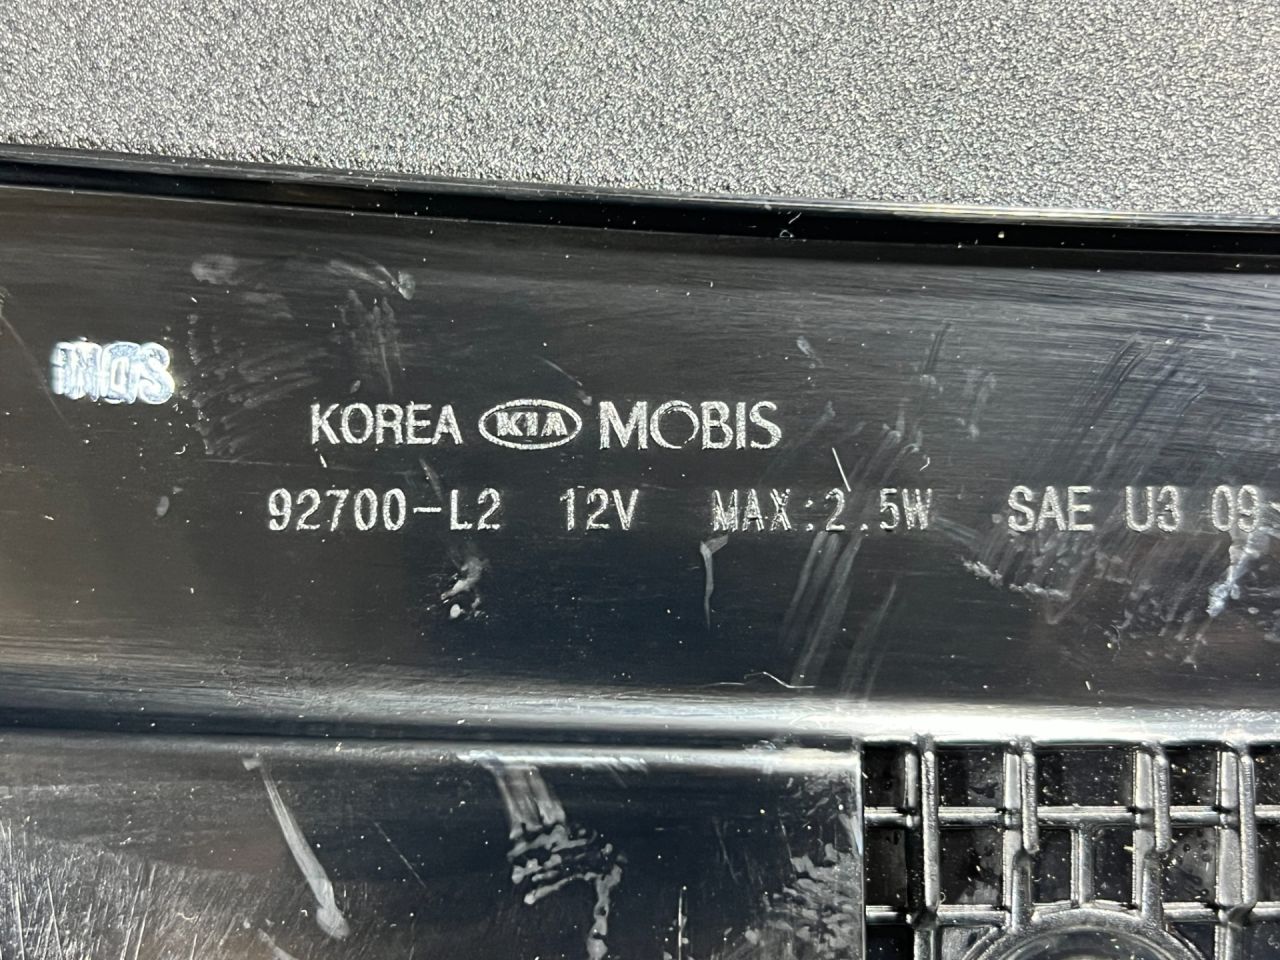 KOREA KIA MOBIS
92700-L2 12V MAX:2.5W SAE U3 09